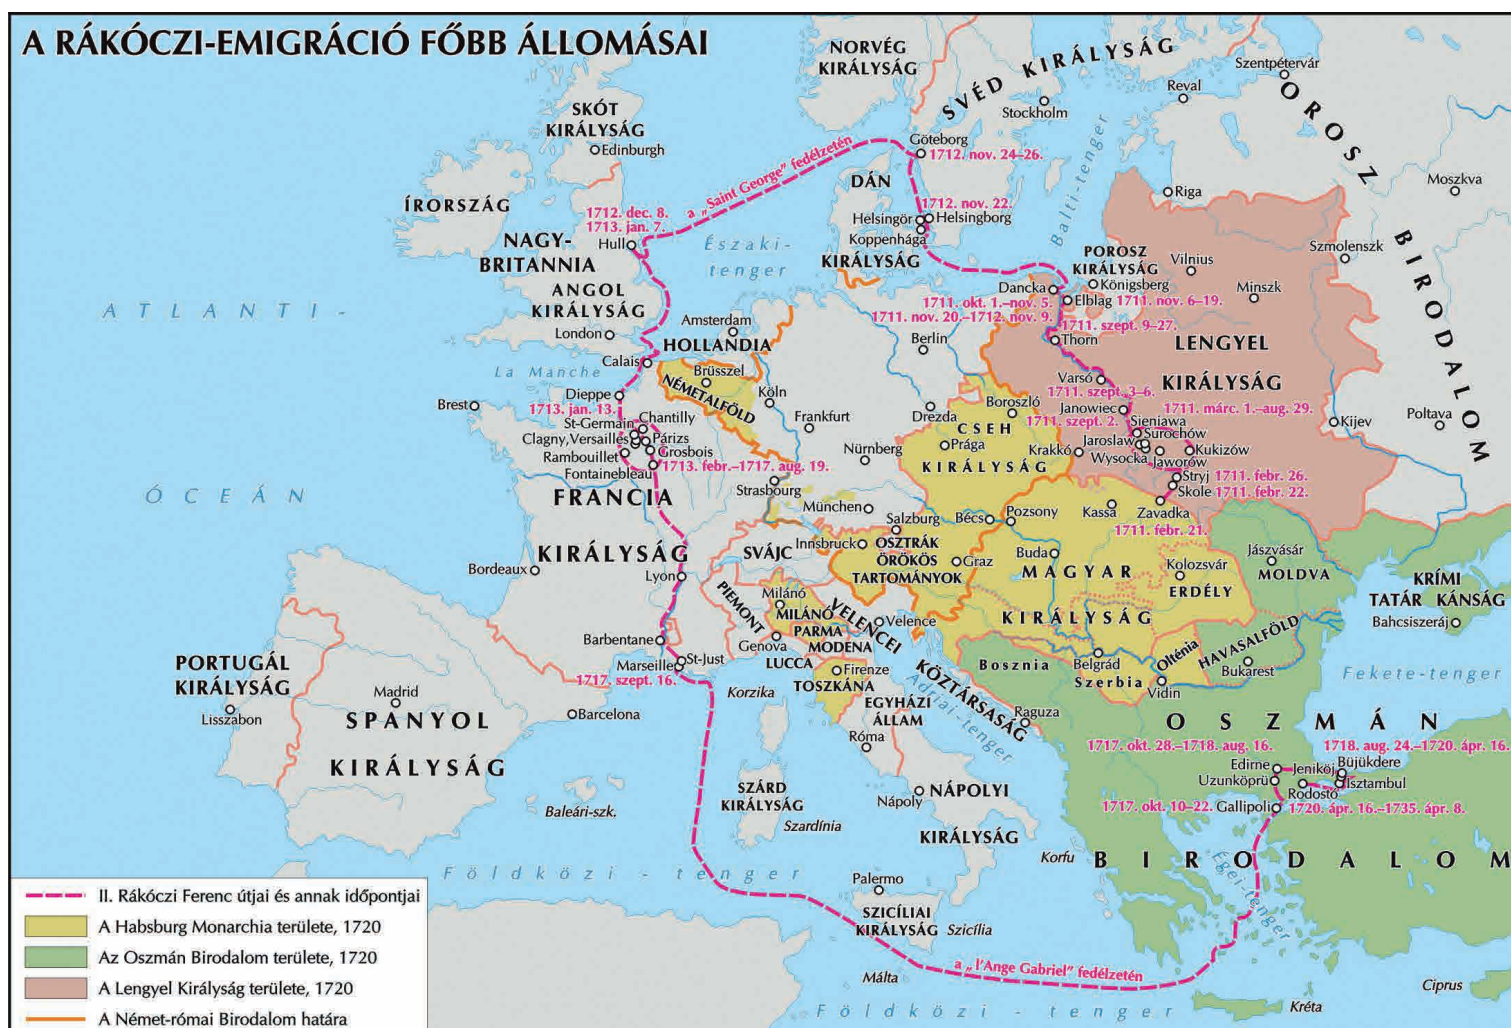 A RÁKÓCZI-EMIGRÁCIÓ FŐBB ÁLLOMÁSAI
NORVÉG
KIRÁLYSÁG
SVÉD KIRÁLYSÁG
Stockholm
Szentpétervár
Reval
OROSZ BIRODALOM
Moszkva
SKÓT
KIRÁLYSÁG
Edinburgh
a „Saint George” fedélzetén
Göteborg
1712. nov. 24–26.
DÁN
KIRÁLYSÁG
1712. nov. 22.
Helsingör
Helsingborg
Koppenhága
Balti-tenger
Riga
ÍRORSZÁG
1712. dec. 8.
1713. jan. 7.
Hull
NAGY-
BRITANNIA
ANGOL
KIRÁLYSÁG
London
Északi-
tenger
POROSZ
KIRÁLYSÁG
Königsberg
Vilnius
Szmolenszk
Minszk
Dancka
1711. okt. 1.–nov. 5.
1711. nov. 20.–1712. nov. 9.
Elblag
1711. nov. 6–19.
1711. szept. 9–27.
Thorn
LENGYEL
KIRÁLYSÁG
ATLANTI-
ÓCEÁN
Amsterdam
HOLLANDIA
Berlin
Calais
La Manche
Brüsszel
NÉMETALFÖLD
Köln
Dieppe
1713. jan. 13.
Brest
Chantilly
St-Germain
Clagny,Versailles
Párizs
Rambouillet
Grosbois
Fontainebleau
1713. febr.–1717. aug. 19.
Frankfurt
Drezda
Nürnberg
Strasbourg
Varsó
1711. szept. 3–6.
Janowiec
1711. szept. 2.
1711. márc. 1.–aug. 29.
Sieniawa
Surochów
Jaroslaw
Wysocka
Jaworów
Kukizów
Stryj
1711. febr. 26.
Skole
1711. febr. 22.
Zavadka
1711. febr. 21.
Kijev
Poltava
Boroszló
CSEH
Prága
KIRÁLYSÁG
Krakkó
FRANCIA
KIRÁLYSÁG
München
Salzburg
Bécs
Pozsony
Kassa
SVÁJC
Innsbruck
OSZTRÁK
ÖRÖKÖS
TARTOMÁNYOK
Graz
Buda
MAGYAR
KIRÁLYSÁG
Kolozsvár
ERDÉLY
Jászvásár
MOLDVA
KRÍMI
TATÁR KÁNSÁG
Bahcsiszeráj
Bordeaux
Lyon
PIEMONT
Milánó
MILÁNÓ
PARMA
MODENA
Genova
LUCCA
VELENCEI
KÖZTÁRSASÁG
Velence
Barbentane
St-Just
Marseille
1717. szept. 16.
Firenze
TOSZKÁNA
EGYHÁZI
ÁLLAM
Korzika
Adriai-tenger
Bosznia
Belgrád
Szerbia
Olténia
Vidin
HAVASALFÖLD
Bukarest
Fekete-tenger
PORTUGÁL
KIRÁLYSÁG
Lisszabon
Madrid
SPANYOL
KIRÁLYSÁG
Barcelona
Baleári-szk.
Róma
Raguza
SZÁRD
KIRÁLYSÁG
Szardínia
Nápoly
NÁPOLYI
KIRÁLYSÁG
OSZMÁN
BIRODALOM
1717. okt. 28.–1718. aug. 16.
1718. aug. 24.–1720. ápr. 16.
Edirne
Jeniköj
Büjükdere
Uzunköprü
Rodostó
Isztambul
1717. okt. 10–22.
Gallipoli
1720. ápr. 16.–1735. ápr. 8.
Korfu
Égei-tenger
Földközi-tenger
Palermo
SZICÍLIAI
KIRÁLYSÁG
Szicília
Málta
a „l'Ange Gabriel” fedélzetén
Földközi-tenger
Kréta
Ciprus
II. Rákóczi Ferenc útjai és annak időpontjai
A Habsburg Monarchia területe, 1720
Az Oszmán Birodalom területe, 1720
A Lengyel Királyság területe, 1720
A Német-római Birodalom határa